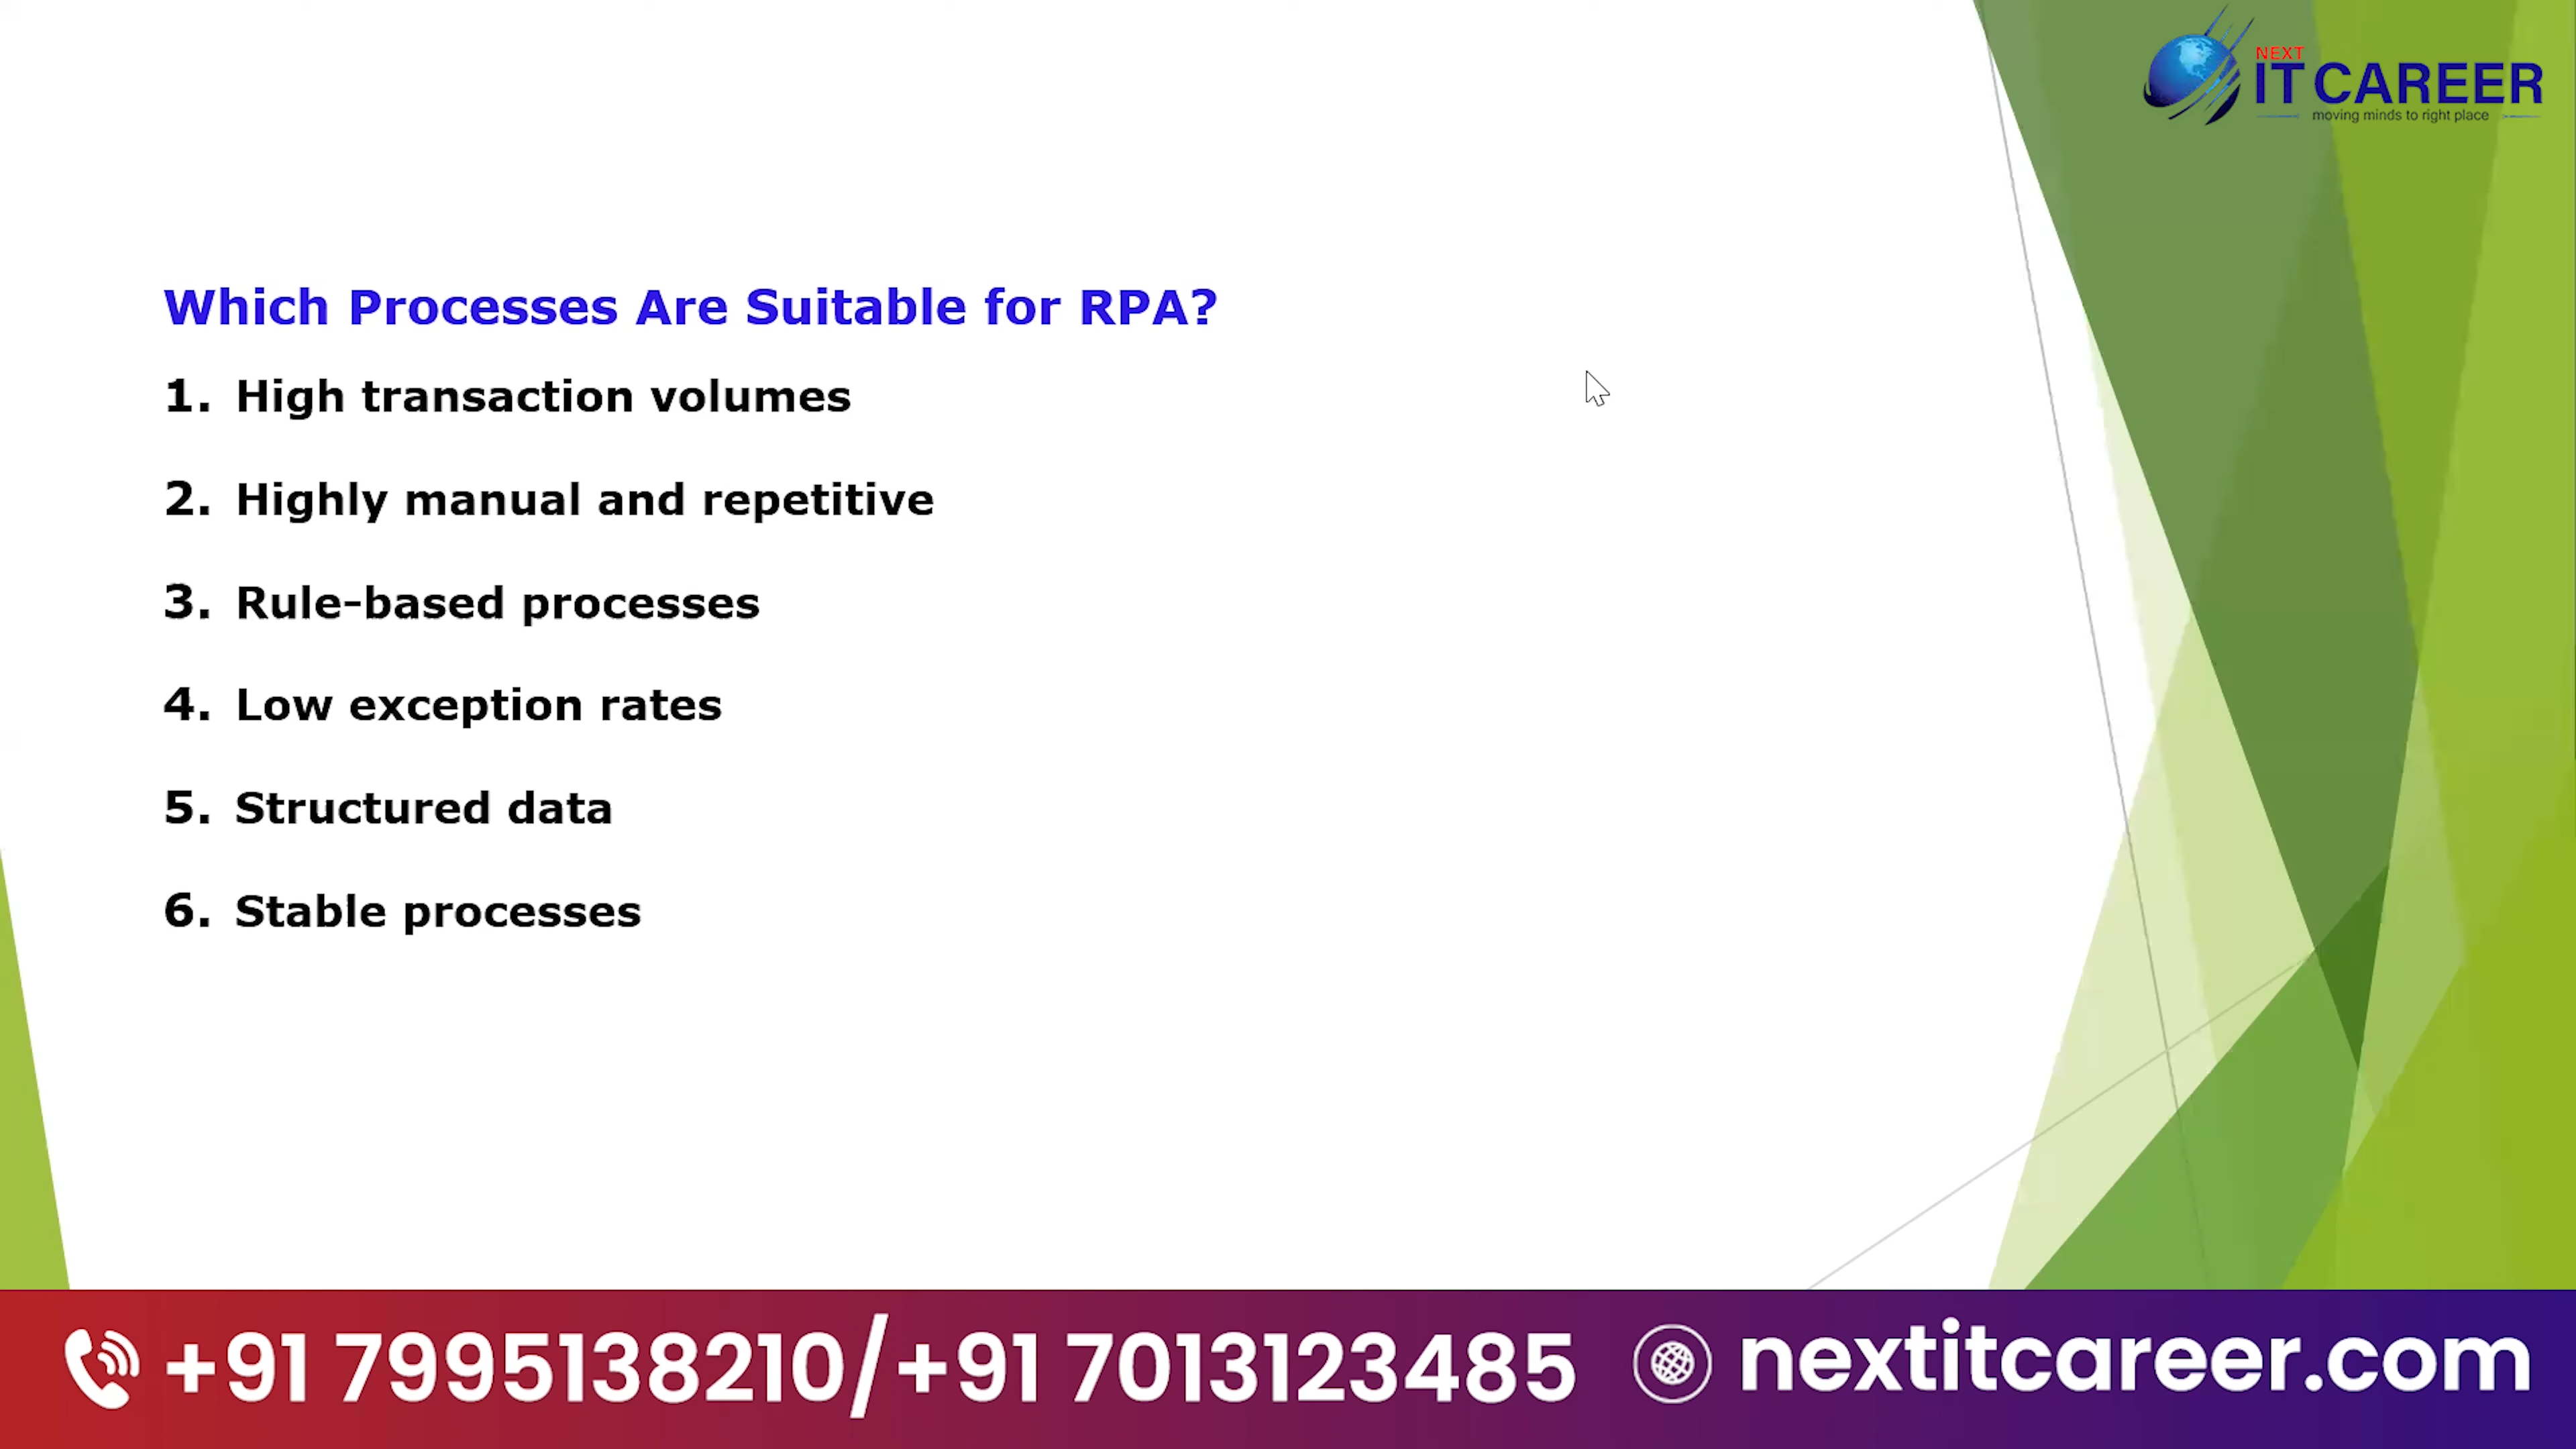 NEXT
IT CAREER
moving minds to right place
Which Processes Are Suitable for RPA?
1. High transaction volumes
2. Highly manual and repetitive
3. Rule-based processes
4. Low exception rates
5. Structured data
6. Stable processes
+91 7995138210/+91 7013123485 nextitcareer.com